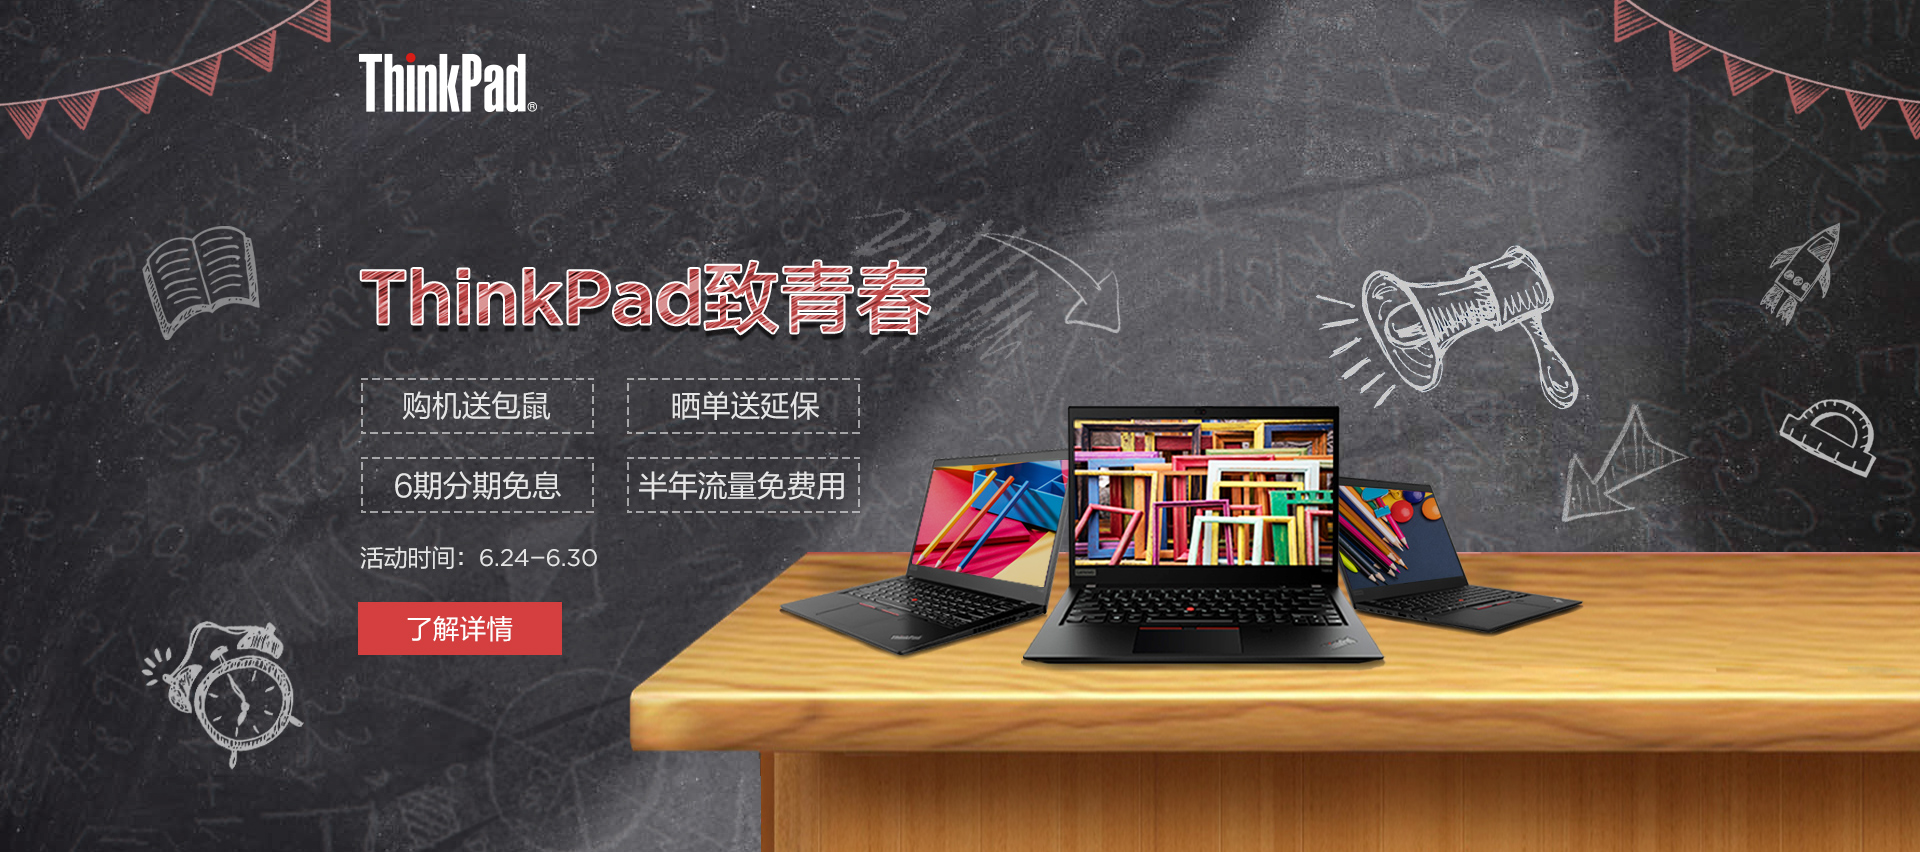 ThinkPad®
ThinkPad致青春
购机送包鼠
晒单送延保
6期分期免息
半年流量免费用
活动时间：6.24-6.30
了解详情
ThinkPad